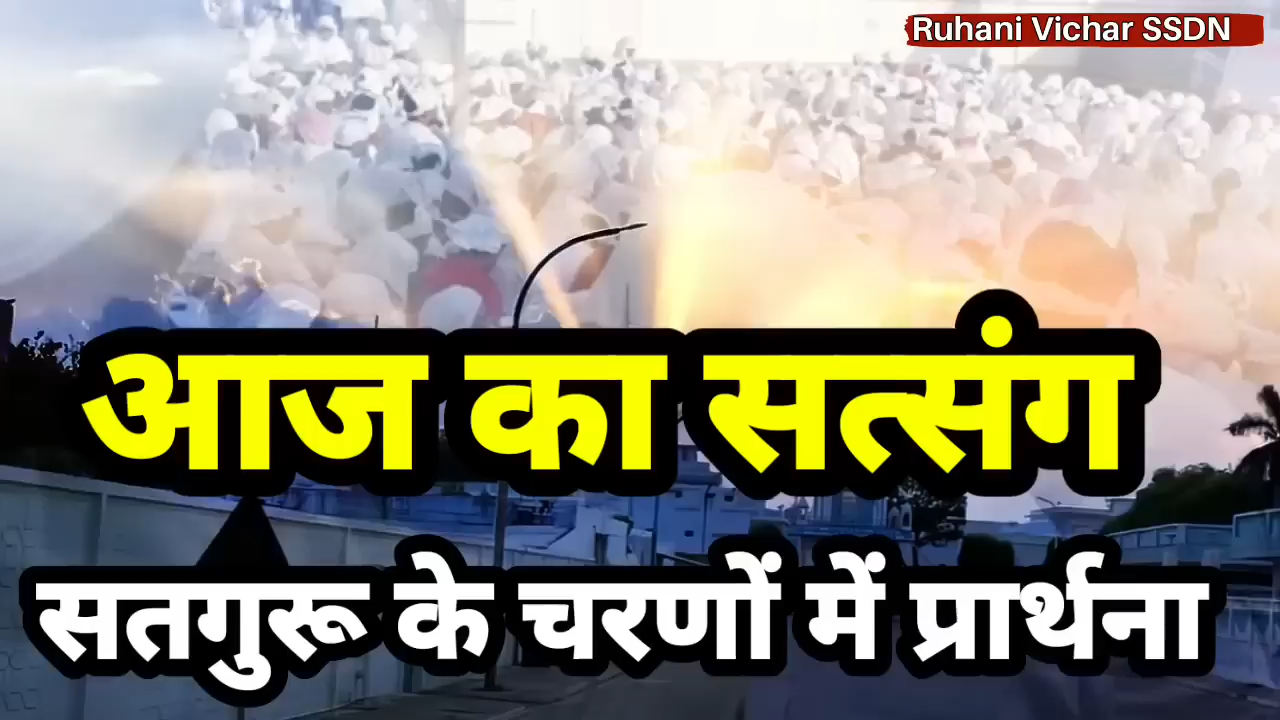 Ruhani Vichar SSDN
आज का सत्संग
सतगुरू के चरणों में प्रार्थना